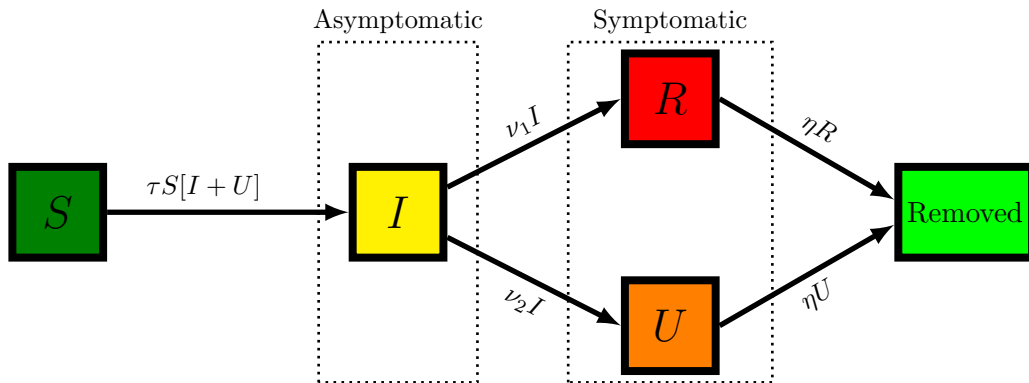 Asymptomatic
Symptomatic
S
τS[I + U]
I
ν₁I
ν₂I
R
U
ηR
ηU
Removed